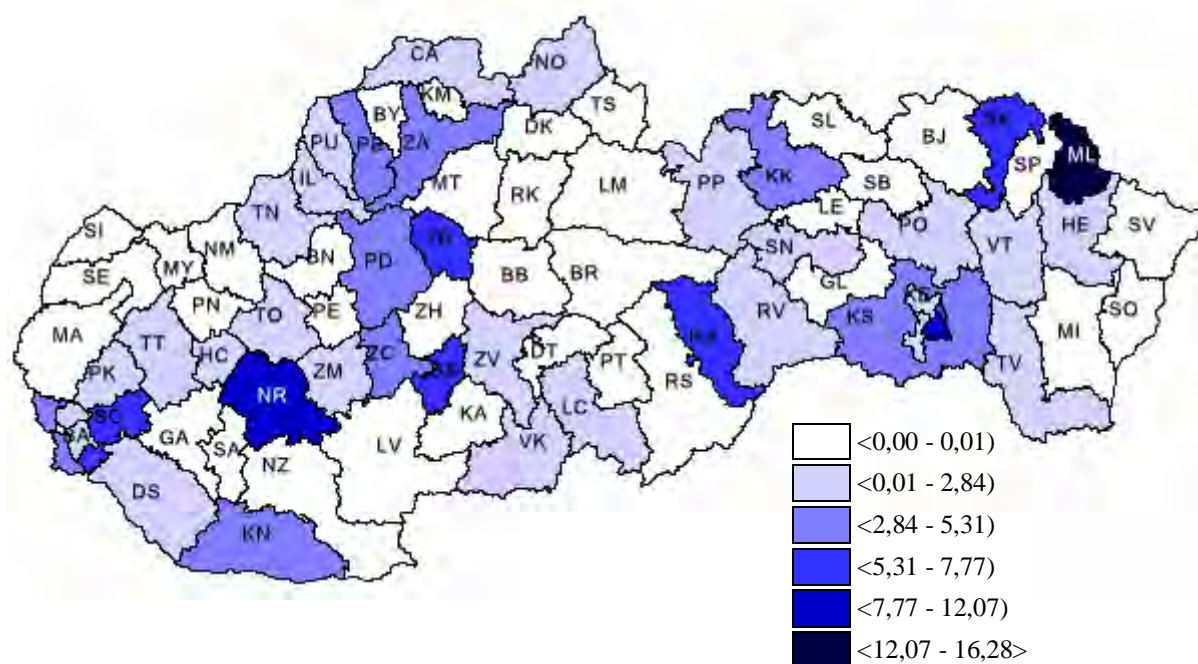 CA
NO
KM
TS
BY
SL
PU
PB
ZA
DK
BJ
SK
SP
ML
IL
MT
RK
LM
PP
KK
SB
TN
LE
PO
HE
SV
SI
NM
BN
PD
TR
SN
VT
SE
MY
BB
BR
GL
PN
PE
ZH
RV
KS
MI
SO
MA
TT
TO
HC
ZM
ZC
BS
ZV
DT
PT
RA
TV
PK
NR
RS
SC
KA
LC
BA
GA
SA
LV
VK
NZ
DS
KN
<0,00 - 0,01)
<0,01 - 2,84)
<2,84 - 5,31)
<5,31 - 7,77)
<7,77 - 12,07)
<12,07 - 16,28>